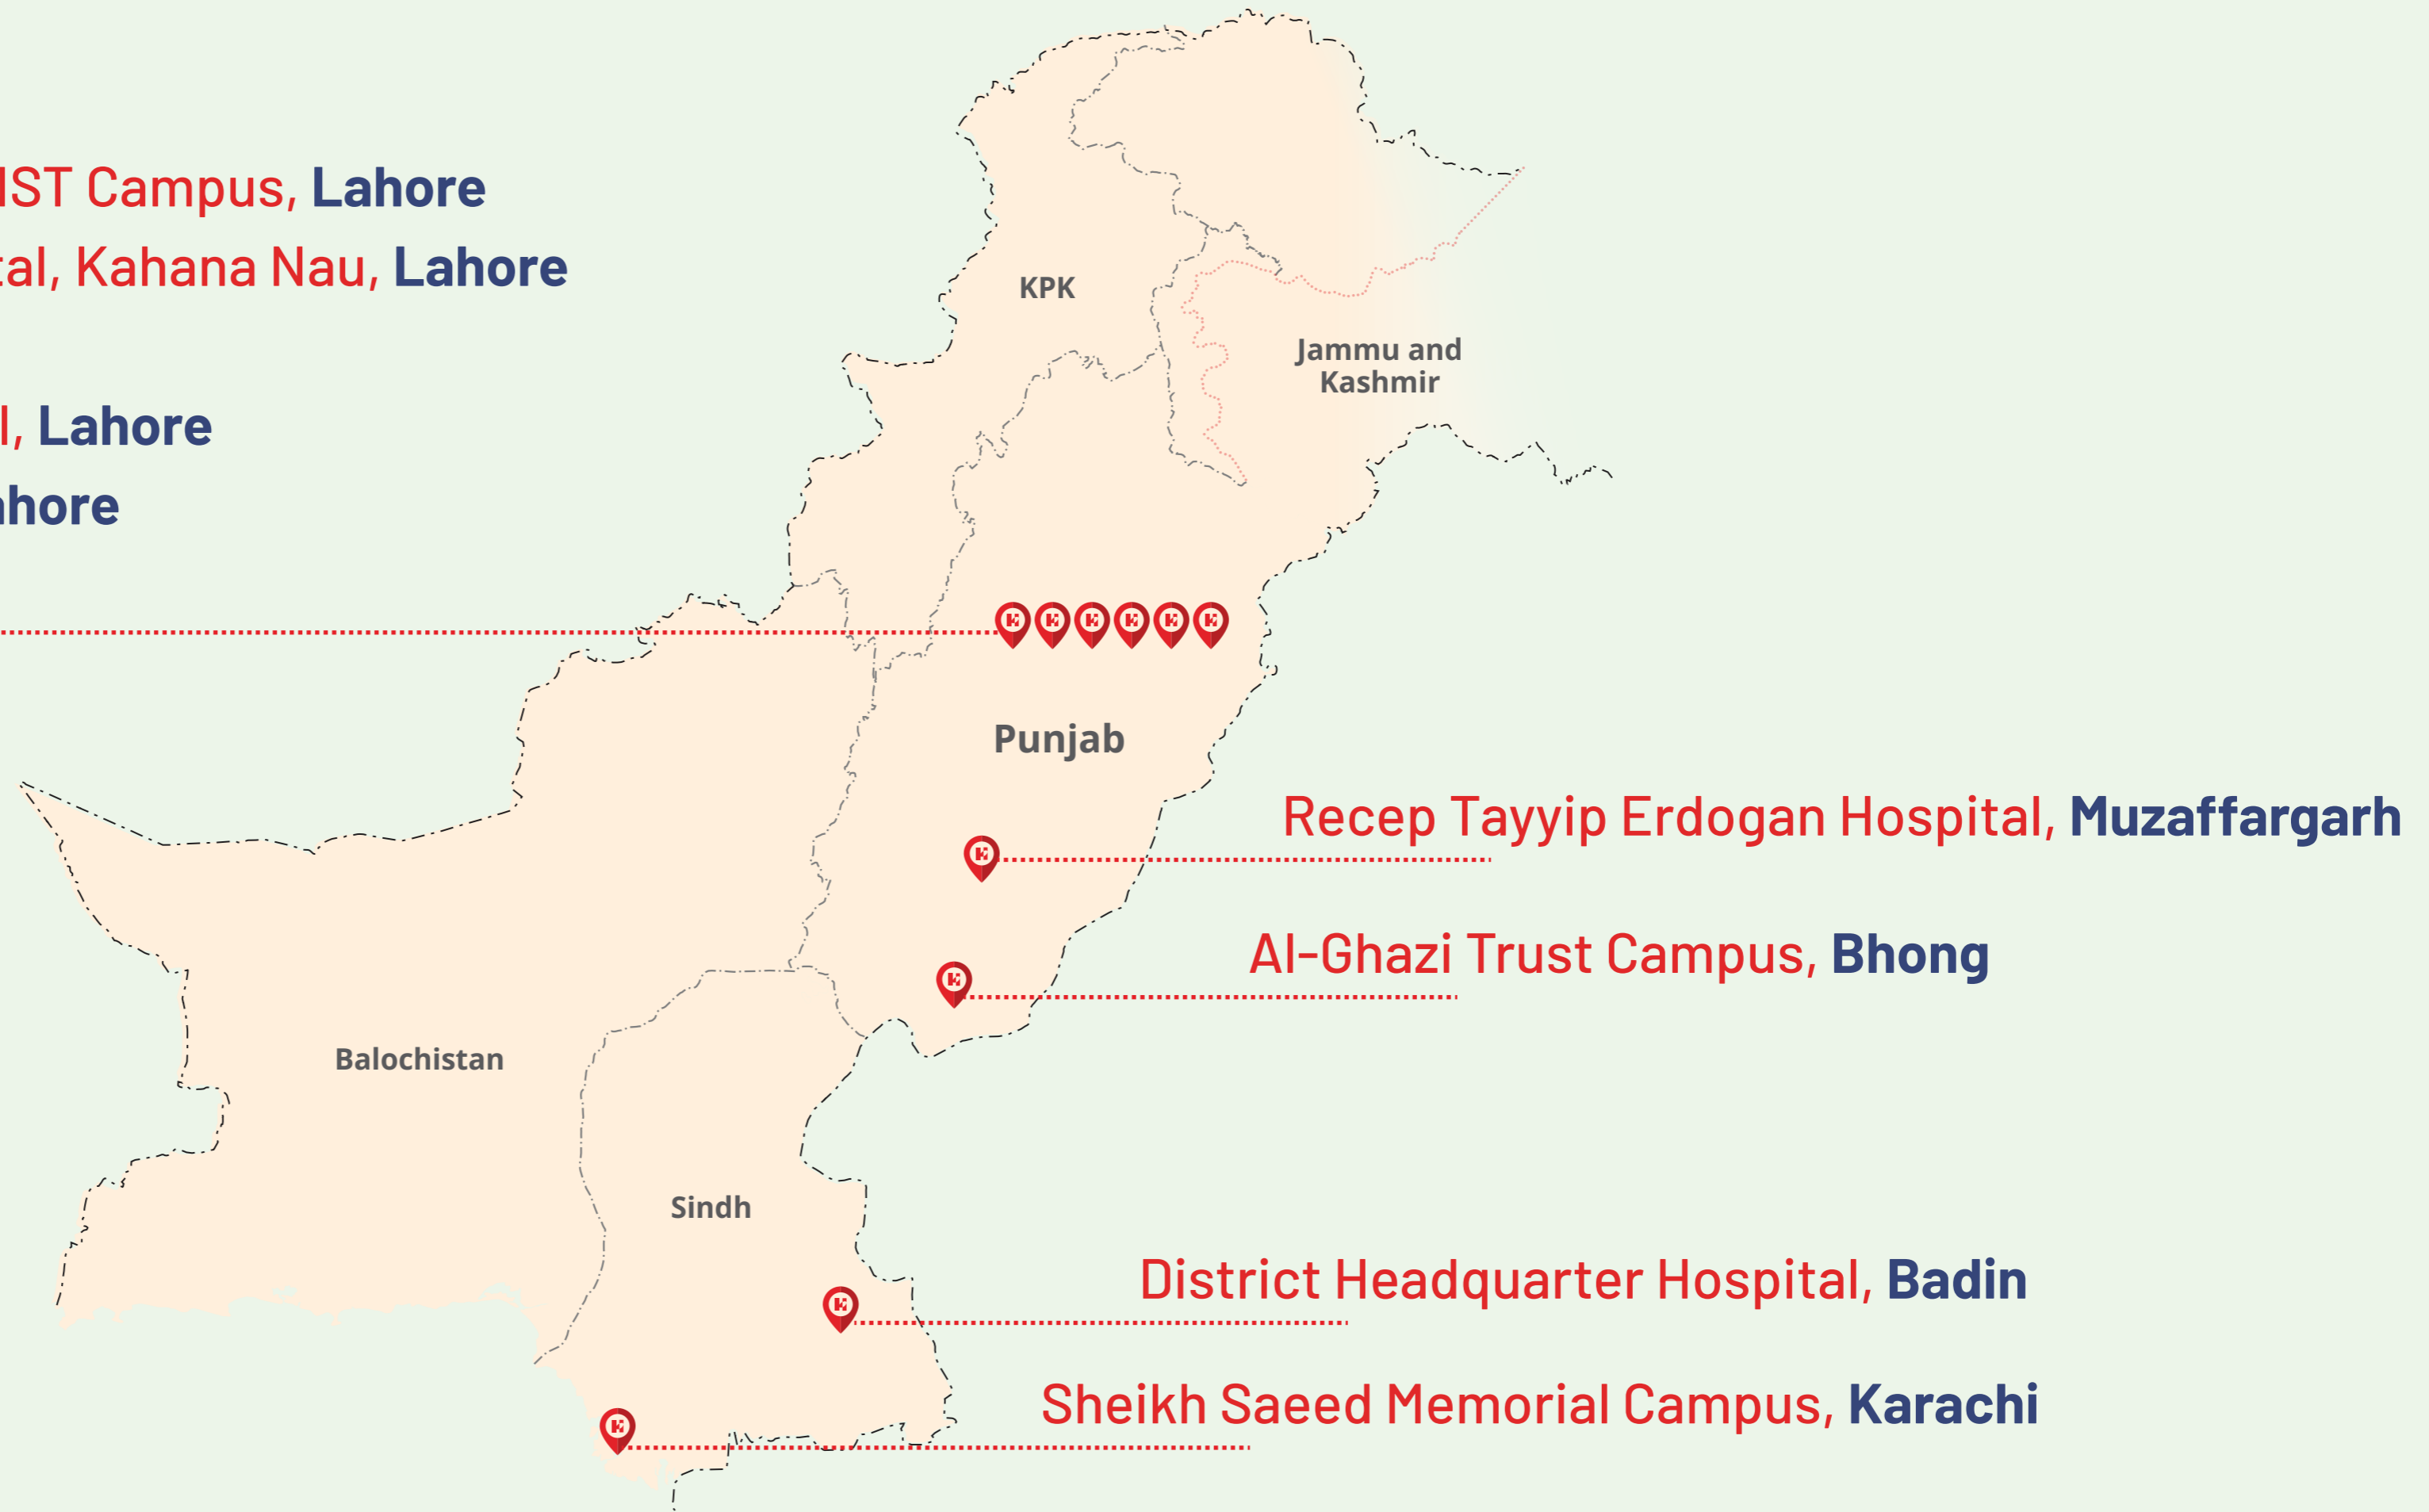 IST Campus, Lahore
tal, Kahana Nau, Lahore
l, Lahore
ahore
KPK
Jammu and
Kashmir
Punjab
Recep Tayyip Erdogan Hospital, Muzaffargarh
Al-Ghazi Trust Campus, Bhong
Balochistan
Sindh
District Headquarter Hospital, Badin
Sheikh Saeed Memorial Campus, Karachi